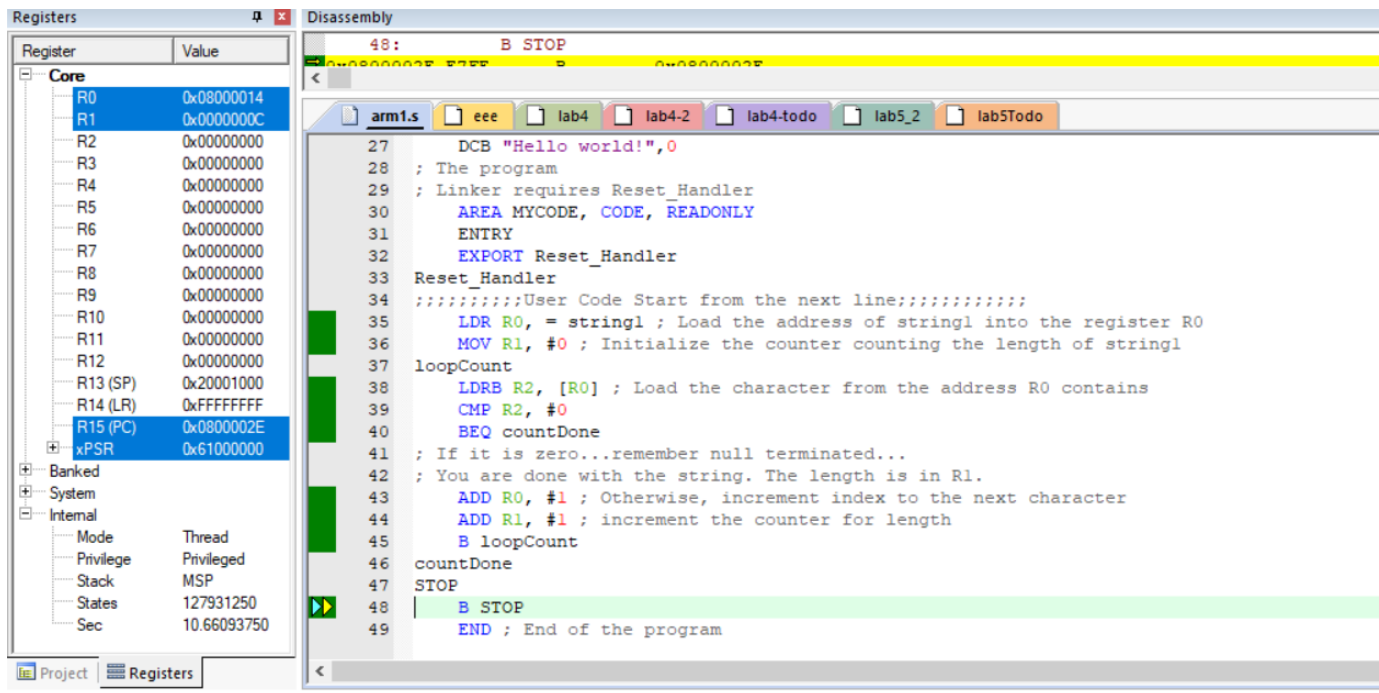 Registers
Register Value
Core
R0 0x08000014
R1 0x0000000C
R2 0x00000000
R3 0x00000000
R4 0x00000000
R5 0x00000000
R6 0x00000000
R7 0x00000000
R8 0x00000000
R9 0x00000000
R10 0x00000000
R11 0x00000000
R12 0x00000000
R13 (SP) 0x20001000
R14 (LR) 0xFFFFFFFF
R15 (PC) 0x0800002E
xPSR 0x61000000
Banked
System
Internal
Mode Thread
Privilege Privileged
Stack MSP
States 127931250
Sec 10.66093750
Project Registers
Disassembly
48: B STOP
0x0800002E E7FE B 0x0800002E
arm1.s eee lab4 lab4-2 lab4-todo lab5_2 lab5Todo
27 DCB "Hello world!",0
28 ; The program
29 ; Linker requires Reset_Handler
30 AREA MYCODE, CODE, READONLY
31 ENTRY
32 EXPORT Reset_Handler
33 Reset_Handler
34 ;;;;;;;;;;User Code Start from the next line;;;;;;;;;;;;
35 LDR R0, = string1 ; Load the address of string1 into the register R0
36 MOV R1, #0 ; Initialize the counter counting the length of string1
37 loopCount
38 LDRB R2, [R0] ; Load the character from the address R0 contains
39 CMP R2, #0
40 BEQ countDone
41 ; If it is zero...remember null terminated...
42 ; You are done with the string. The length is in R1.
43 ADD R0, #1 ; Otherwise, increment index to the next character
44 ADD R1, #1 ; increment the counter for length
45 B loopCount
46 countDone
47 STOP
48 B STOP
49 END ; End of the program